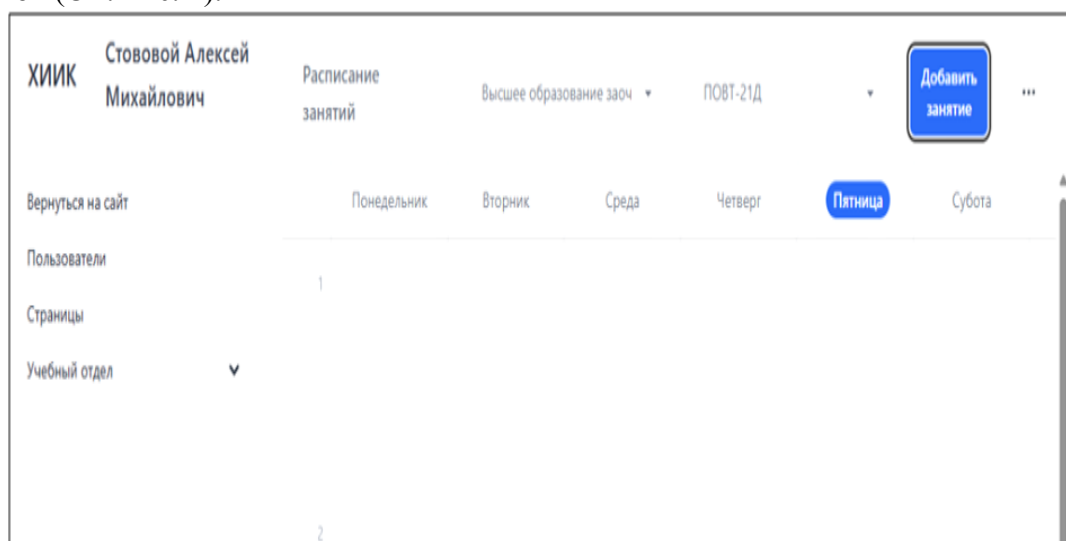 ХИИК
Стововой Алексей
Михайлович
Расписание
занятий
Высшее образование заоч
ПОВТ-21Д
Добавить
занятие
...
Вернуться на сайт
Понедельник Вторник Среда Четверг Пятница Субота
Пользователи
1
Страницы
Учебный отдел
2